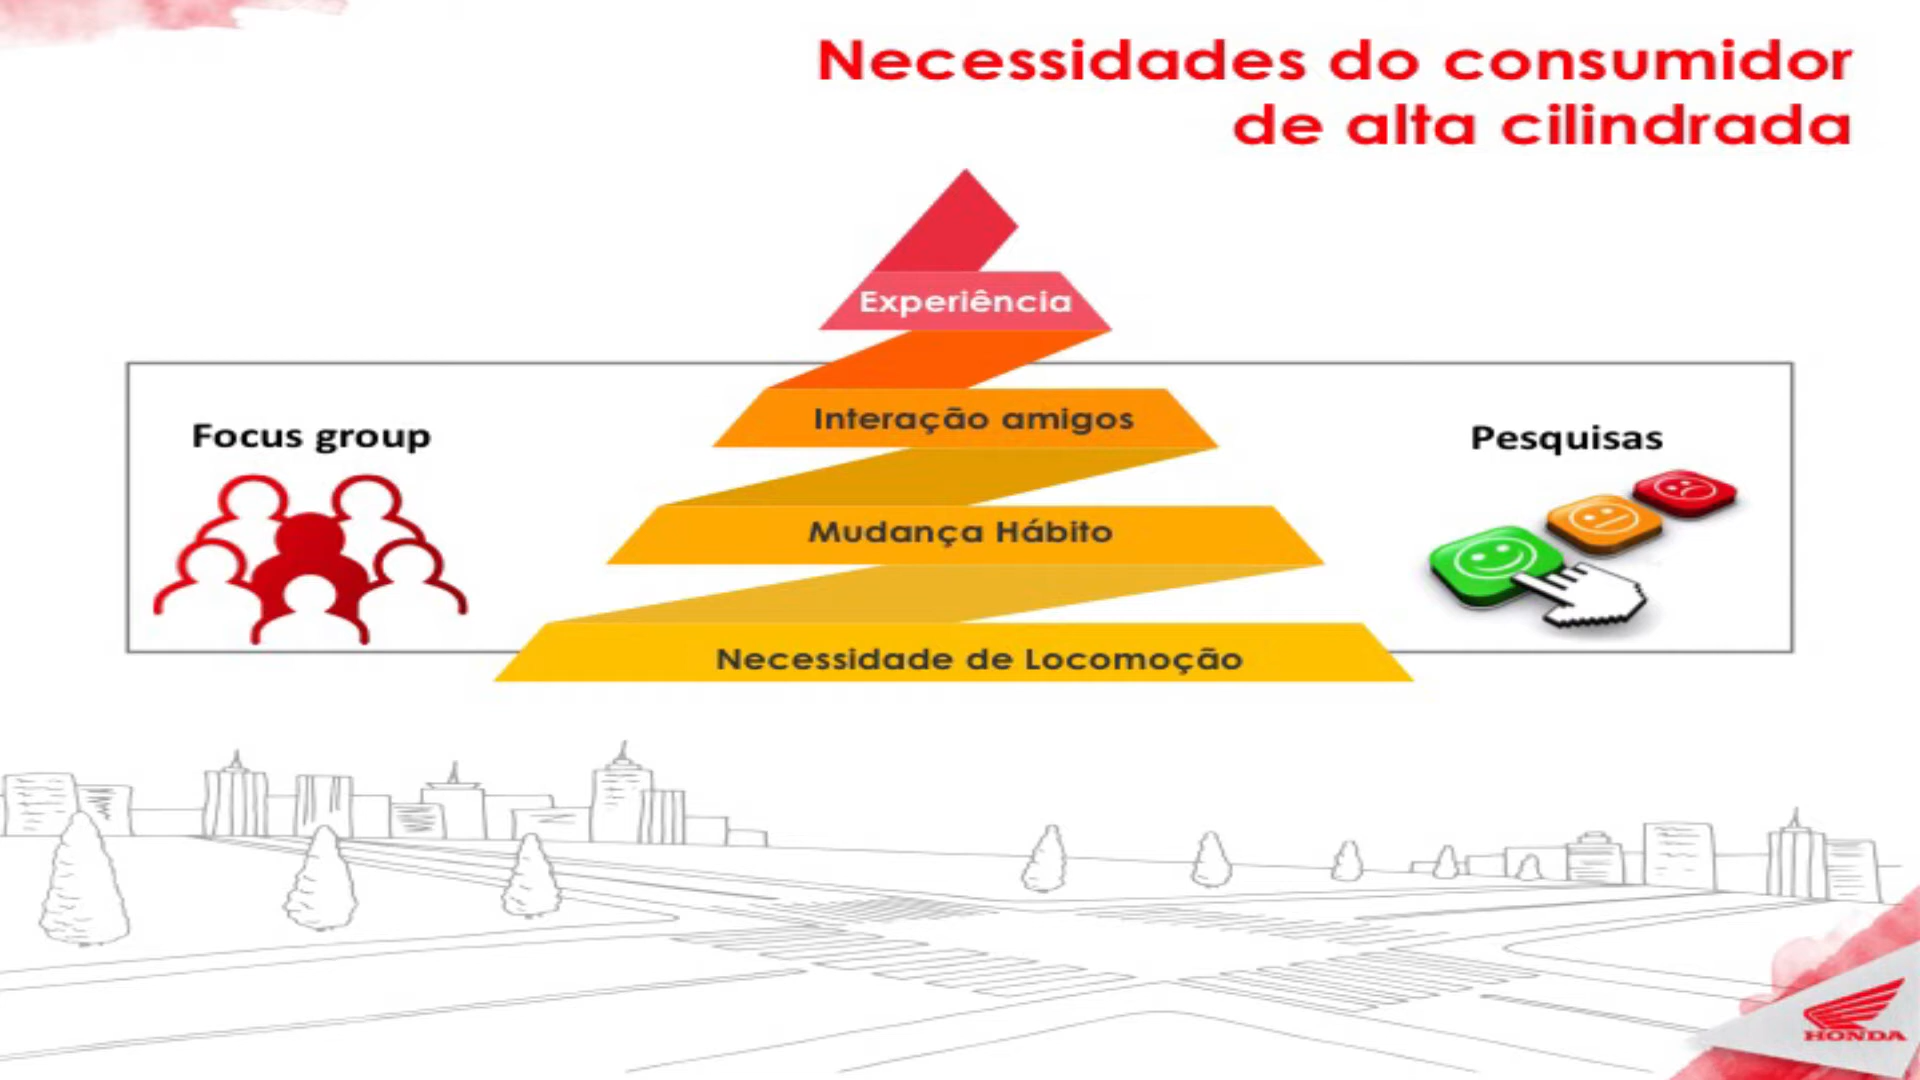 Necessidades do consumidor
de alta cilindrada
Experiência
Interação amigos
Mudança Hábito
Necessidade de Locomoção
Focus group
Pesquisas
HONDA